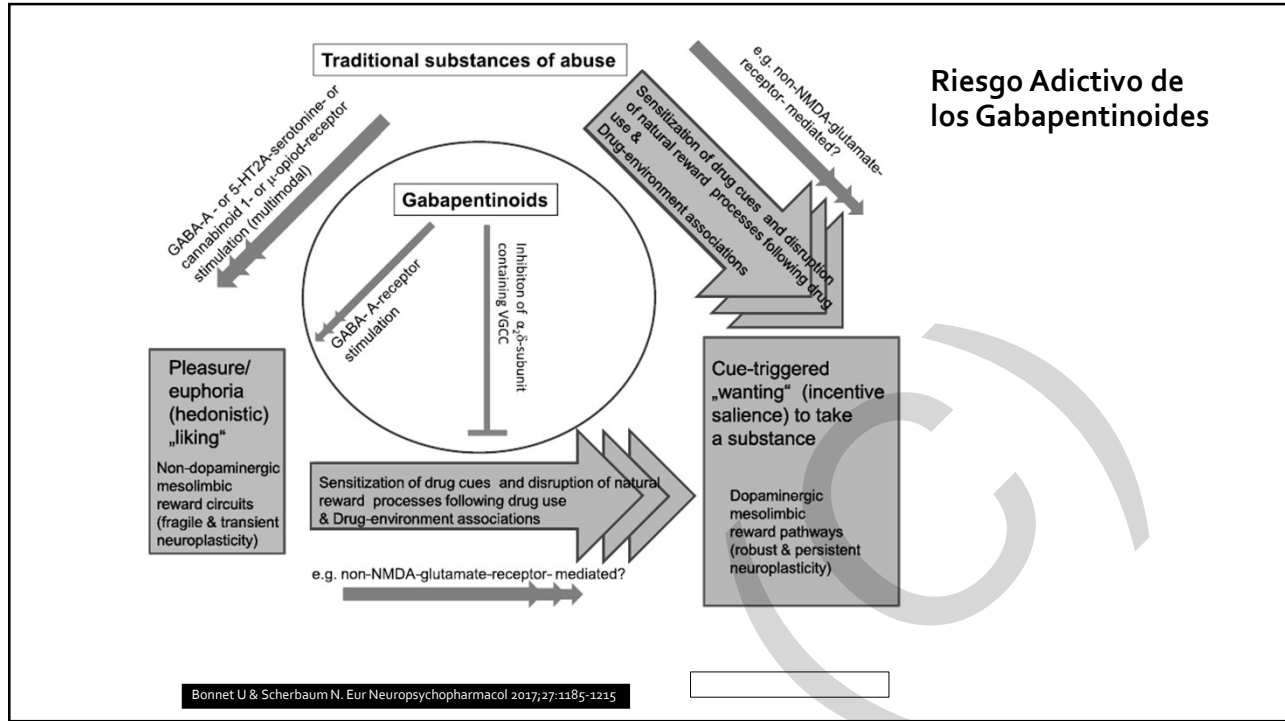 Riesgo Adictivo de
los Gabapentinoides
Traditional substances of abuse
e.g. non-NMDA-glutamate-
receptor- mediated?
Sensitization of drug cues and disruption
of natural reward processes following drug
use &
Drug-environment associations
GABA-A - or 5-HT2A-serotonine- or
cannabinoid 1- or μ-opiod-receptor
stimulation (multimodal)
Gabapentinoids
GABA- A-receptor
stimulation
Inhibiton of α₂δ-subunit
containing VGCC
Pleasure/
euphoria
(hedonistic)
„liking“
Non-dopaminergic
mesolimbic
reward circuits
(fragile & transient
neuroplasticity)
Sensitization of drug cues and disruption of natural
reward processes following drug use
& Drug-environment associations
e.g. non-NMDA-glutamate-receptor- mediated?
Cue-triggered
„wanting“ (incentive
salience) to take
a substance
Dopaminergic
mesolimbic
reward pathways
(robust & persistent
neuroplasticity)
Bonnet U & Scherbaum N. Eur Neuropsychopharmacol 2017;27:1185-1215